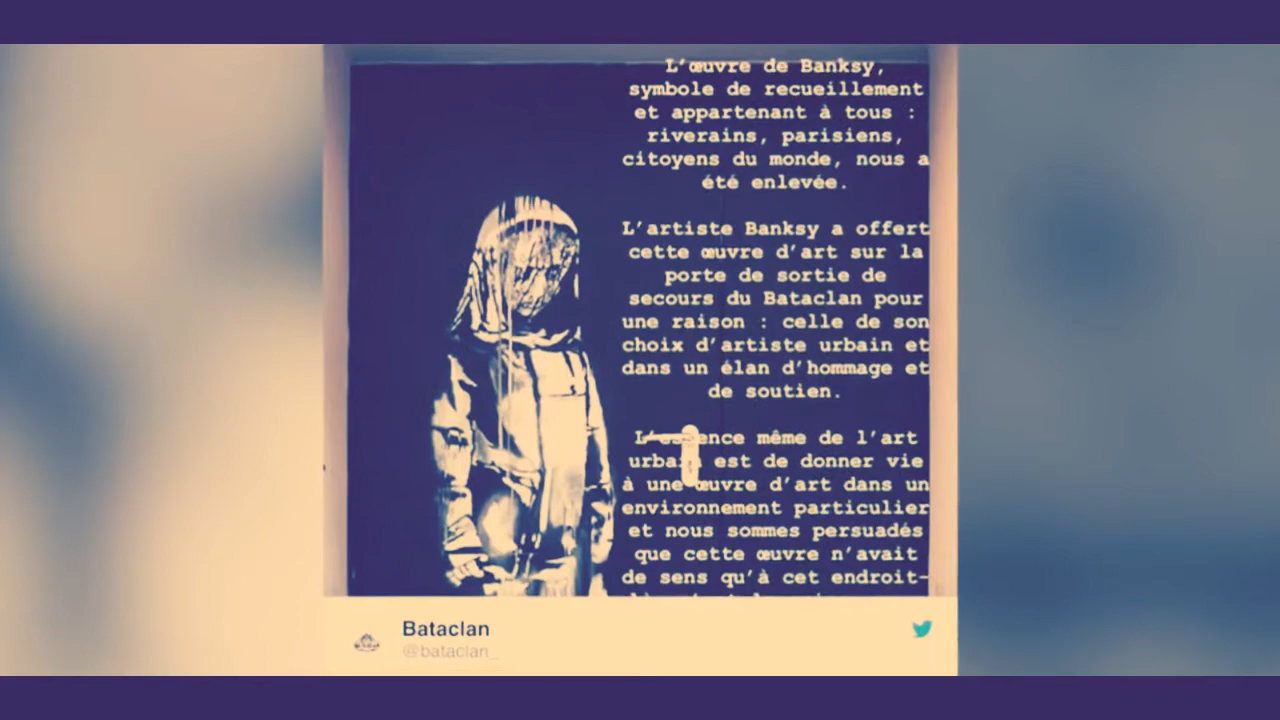 L'œuvre de Banksy,
symbole de recueillement
et appartenant à tous :
riverains, parisiens,
citoyens du monde, nous a
été enlevée.
L'artiste Banksy a offert
cette œuvre d'art sur la
porte de sortie de
secours du Bataclan pour
une raison : celle de son
choix d'artiste urbain et
dans un élan d'hommage et
de soutien.
L'essence même de l'art
urbain est de donner vie
à une œuvre d'art dans un
environnement particulier
et nous sommes persuadés
que cette œuvre n'avait
de sens qu'à cet endroit-
Bataclan
@bataclan_